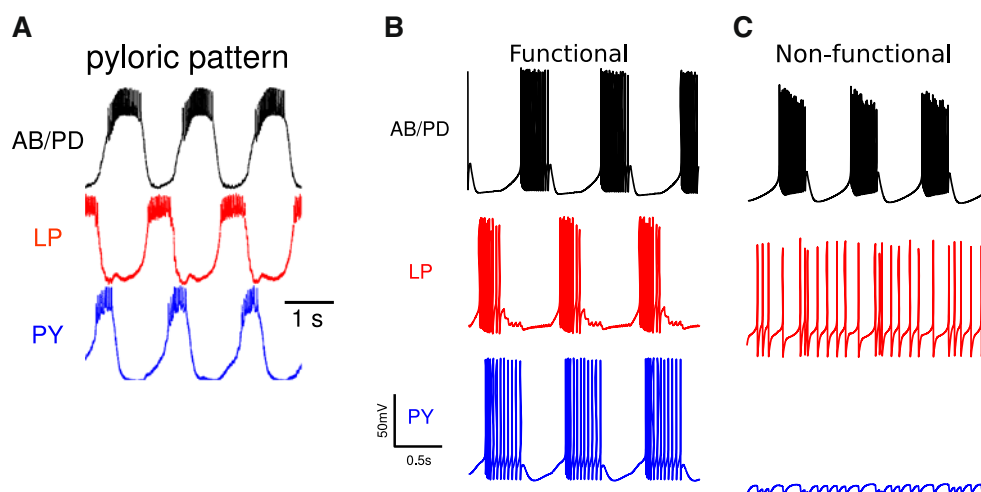 A
pyloric pattern
AB/PD
LP
PY
1 s
B
Functional
AB/PD
LP
PY
50mV
0.5s
C
Non-functional